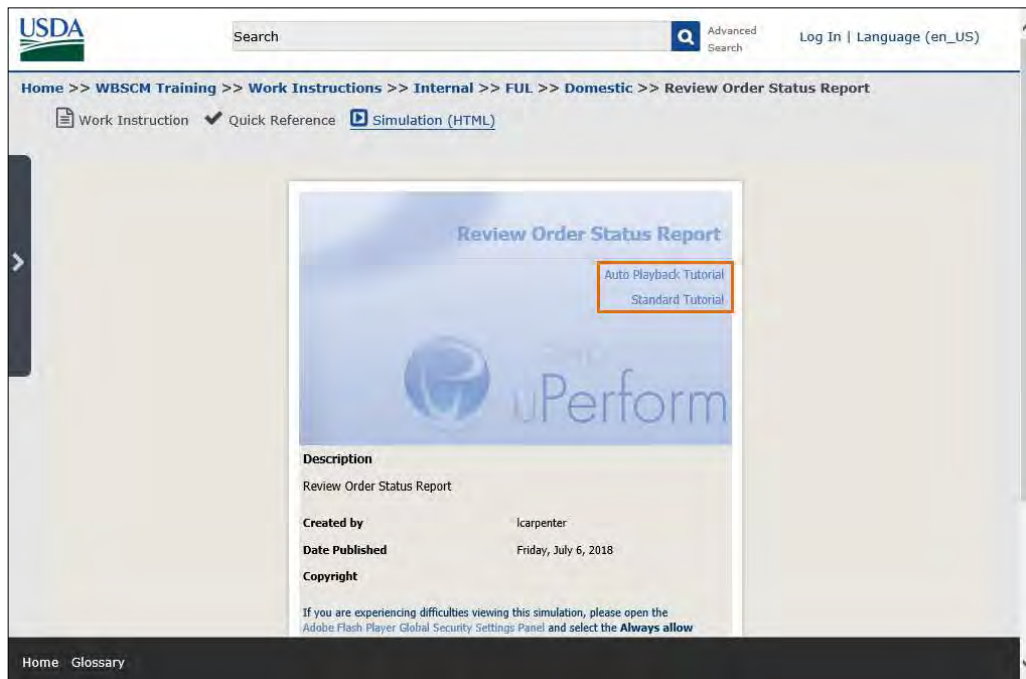 USDA
Search
Advanced
Search
Log In | Language (en_US)
Home >> WBSCM Training >> Work Instructions >> Internal >> FUL >> Domestic >> Review Order Status Report
Work Instruction Quick Reference Simulation (HTML)
Review Order Status Report
Auto Playback Tutorial
Standard Tutorial
uPerform
Description
Review Order Status Report
Created by lcarpenter
Date Published Friday, July 6, 2018
Copyright
If you are experiencing difficulties viewing this simulation, please open the
Adobe Flash Player Global Security Settings Panel and select the Always allow
Home Glossary